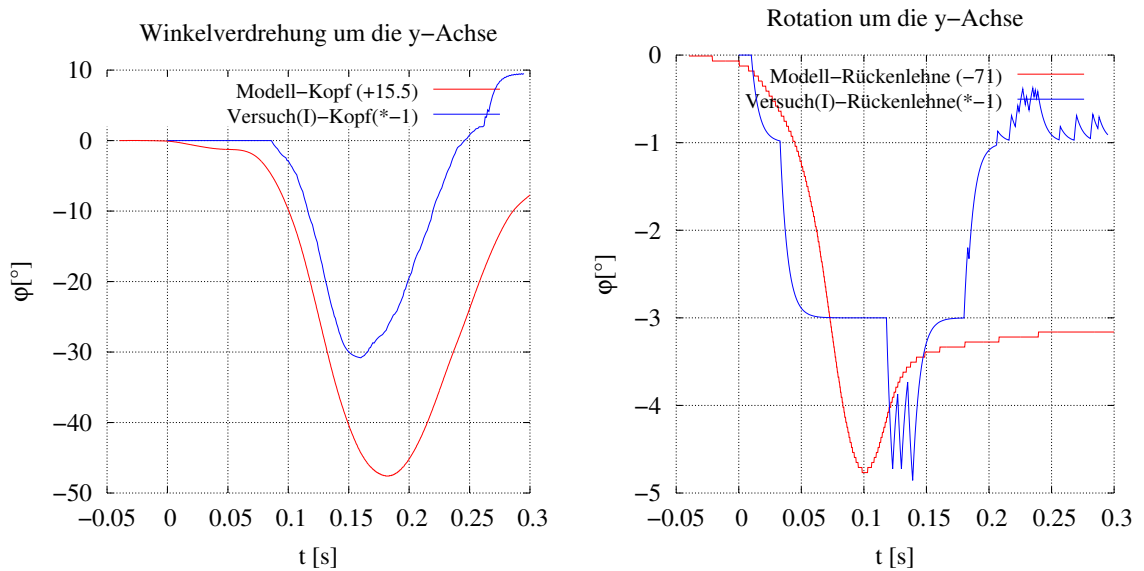 Winkelverdrehung um die y−Achse
10
0
−10
−20
−30
−40
−50
−0.05 0 0.05 0.1 0.15 0.2 0.25 0.3
t [s]
φ[°]
Modell−Kopf (+15.5)
Versuch(I)−Kopf(*−1)
Rotation um die y−Achse
0
−1
−2
−3
−4
−5
−0.05 0 0.05 0.1 0.15 0.2 0.25 0.3
t [s]
φ[°]
Modell−Rückenlehne (−71)
Versuch(I)−Rückenlehne(*−1)